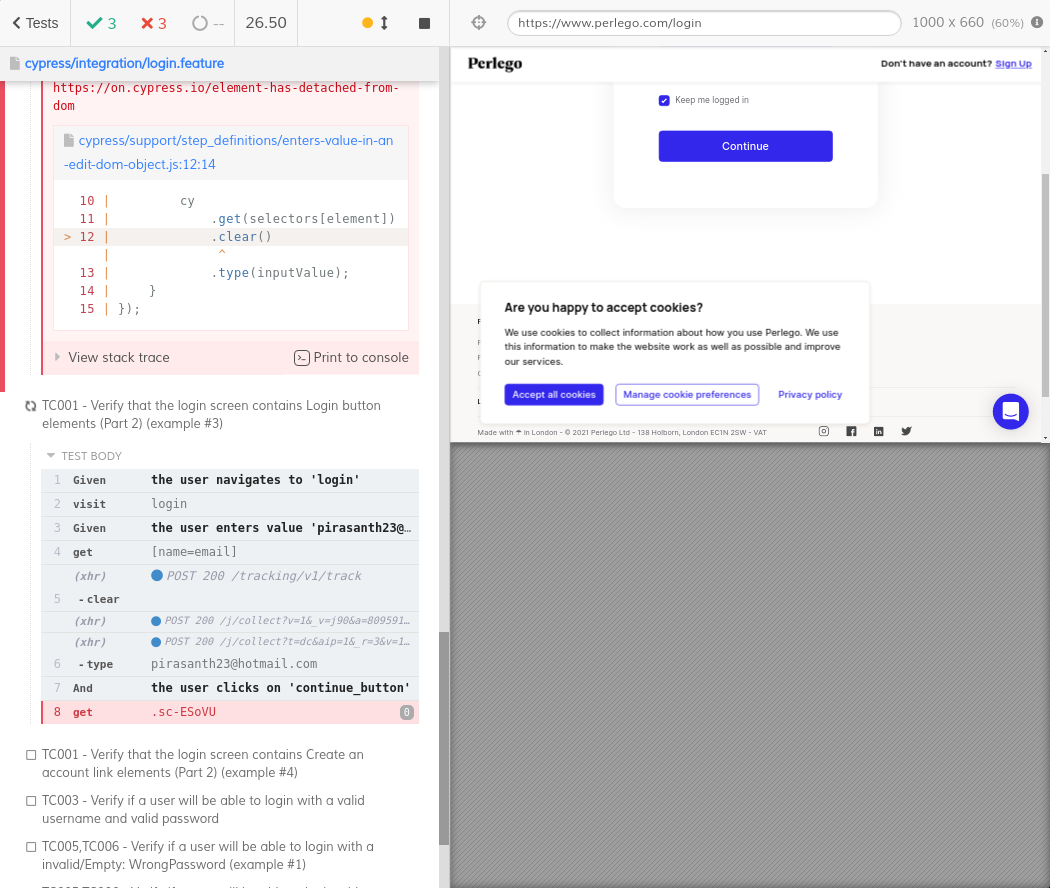 Tests
3
3
--
26.50
https://www.perlego.com/login
1000 x 660 (60%)
cypress/integration/login.feature
https://on.cypress.io/element-has-detached-from-
dom
cypress/support/step_definitions/enters-value-in-an
-edit-dom-object.js:12:14
10 | cy
11 | .get(selectors[element])
> 12 | .clear()
| ^
13 | .type(inputValue);
14 | }
15 | });
View stack trace
Print to console
TC001 - Verify that the login screen contains Login button
elements (Part 2) (example #3)
TEST BODY
1 Given the user navigates to 'login'
2 visit login
3 Given the user enters value 'pirasanth23@…
4 get [name=email]
(xhr) POST 200 /tracking/v1/track
5 - clear
(xhr) POST 200 /j/collect?v=1&_v=j90&a=809591…
(xhr) POST 200 /j/collect?t=dc&aip=1&_r=3&v=1…
6 - type pirasanth23@hotmail.com
7 And the user clicks on 'continue_button'
8 get .sc-ESoVU 0
TC001 - Verify that the login screen contains Create an
account link elements (Part 2) (example #4)
TC003 - Verify if a user will be able to login with a valid
username and valid password
TC005,TC006 - Verify if a user will be able to login with a
invalid/Empty: WrongPassword (example #1)
Perlego
Don't have an account? Sign Up
Keep me logged in
Continue
Are you happy to accept cookies?
We use cookies to collect information about how you use Perlego. We use
this information to make the website work as well as possible and improve
our services.
Accept all cookies
Manage cookie preferences
Privacy policy
Made with ☂ in London - © 2021 Perlego Ltd - 138 Holborn, London EC1N 2SW - VAT